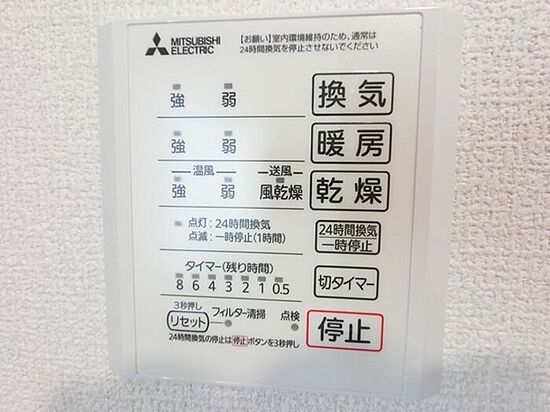 MITSUBISHI
ELECTRIC
【お願い】室内環境維持のため、通常は
24時間換気を停止させないでください
強 弱 換気
強 弱 暖房
温風 送風
強 弱 風乾燥 乾燥
点灯：24時間換気
点滅：一時停止(1時間)
24時間換気
一時停止
タイマー(残り時間)
8 6 4 3 2 1 0.5
切タイマー
3秒押し
リセット フィルター清掃 点検
停止
24時間換気の停止は停止ボタンを3秒押し